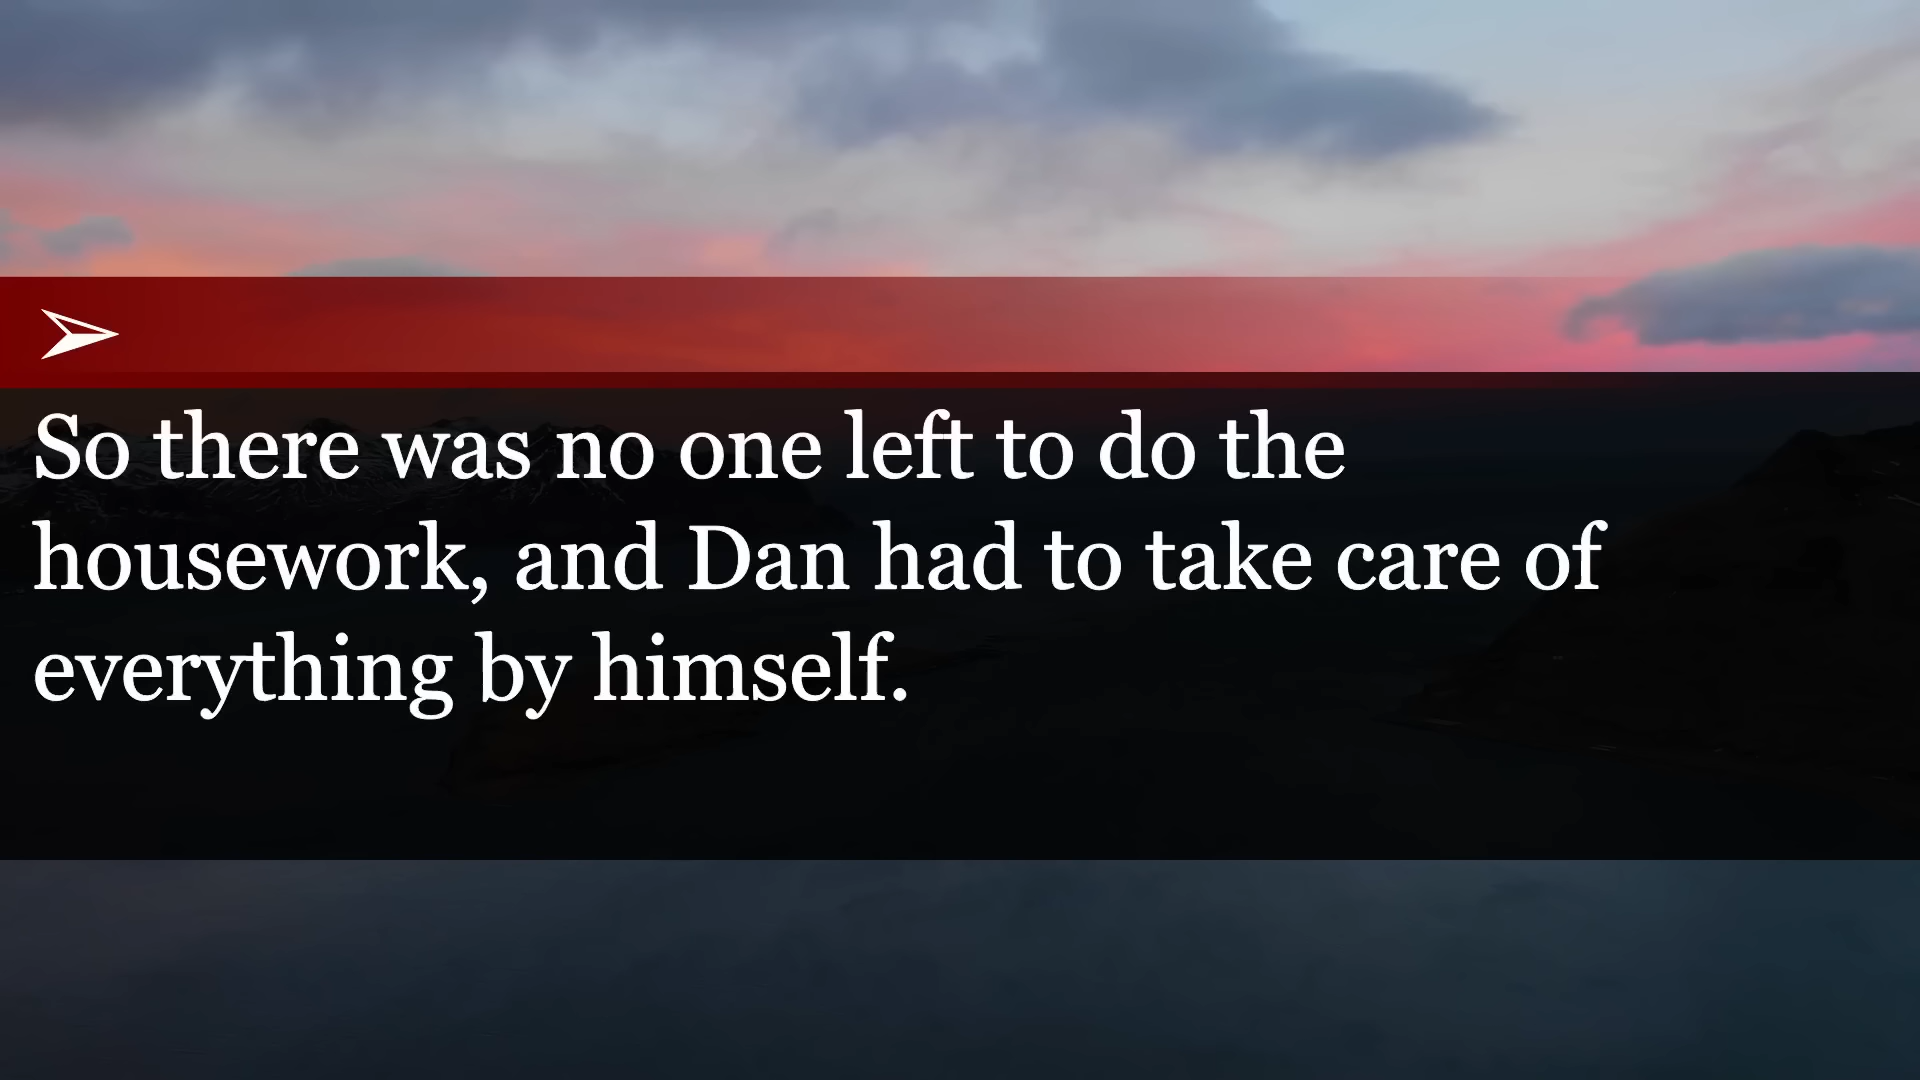 So there was no one left to do the
housework, and Dan had to take care of
everything by himself.